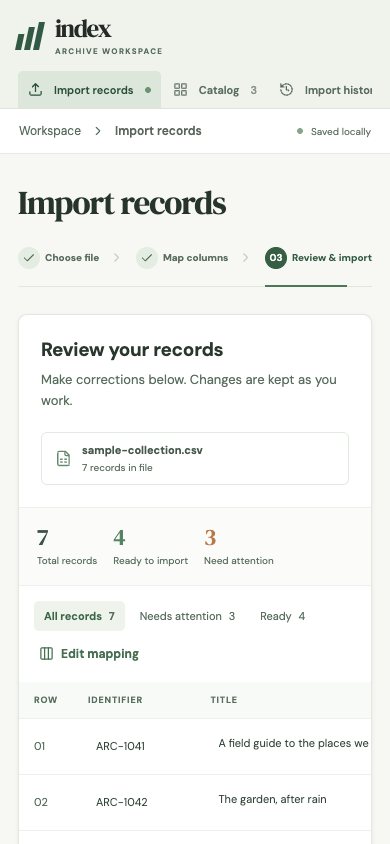 index
ARCHIVE WORKSPACE
Import records
Catalog 3
Import histor
Workspace > Import records
Saved locally
Import records
Choose file
Map columns
03 Review & import
Review your records
Make corrections below. Changes are kept as you
work.
sample-collection.csv
7 records in file
7 4 3
Total records Ready to import Need attention
All records 7 Needs attention 3 Ready 4
Edit mapping
ROW IDENTIFIER TITLE
01 ARC-1041 A field guide to the places we
02 ARC-1042 The garden, after rain